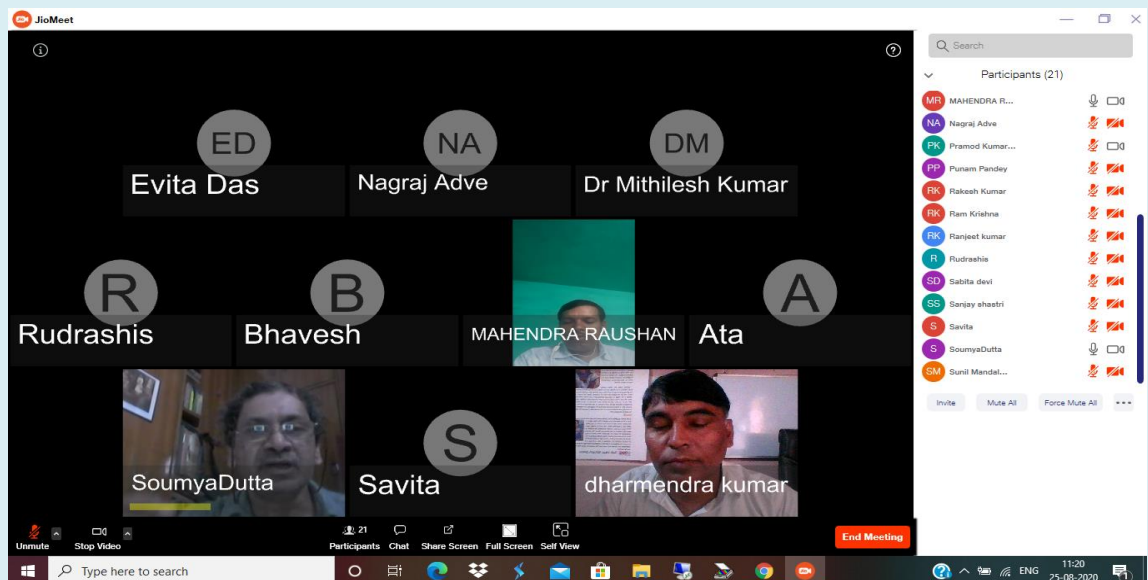 JioMeet
ED
Evita Das
NA
Nagraj Adve
DM
Dr Mithilesh Kumar
R
Rudrashis
B
Bhavesh
MAHENDRA RAUSHAN
A
Ata
SoumyaDutta
S
Savita
dharmendra kumar
Unmute
Stop Video
21
Participants
Chat
Share Screen
Full Screen
Self View
End Meeting
Search
Participants (21)
MR MAHENDRA R...
NA Nagraj Adve
PK Pramod Kumar...
PP Punam Pandey
RK Rakesh Kumar
RK Ram Krishna
RK Ranjeet kumar
R Rudrashis
SD Sabita devi
SS Sanjay shastri
S Savita
S SoumyaDutta
SM Sunil Mandal...
Invite Mute All Force Mute All
Type here to search
ENG
11:20
25-08-2020